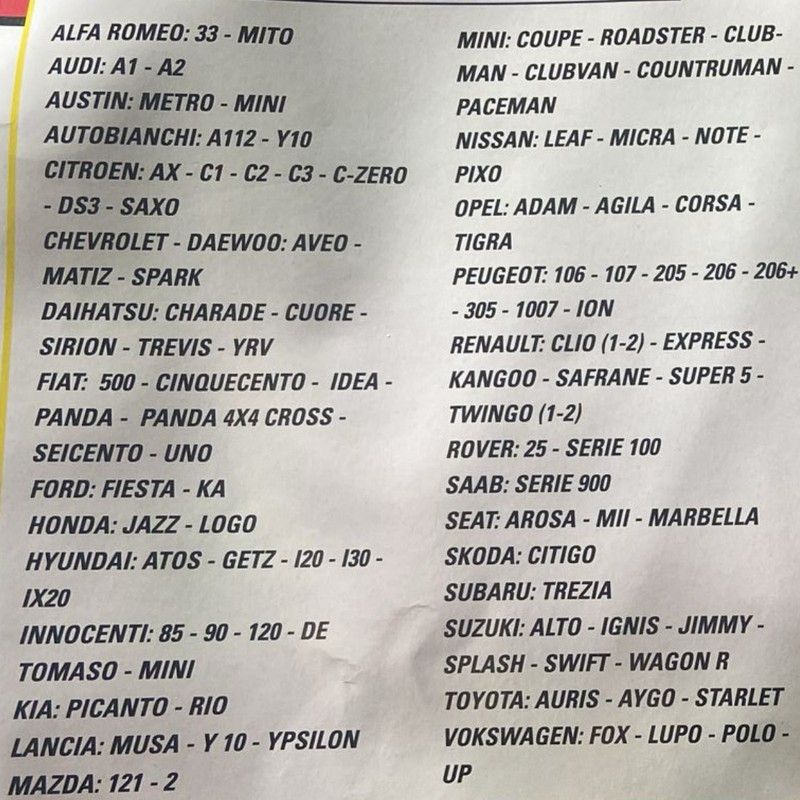 ALFA ROMEO: 33 - MITO
AUDI: A1 - A2
AUSTIN: METRO - MINI
AUTOBIANCHI: A112 - Y10
CITROEN: AX - C1 - C2 - C3 - C-ZERO
- DS3 - SAXO
CHEVROLET - DAEWOO: AVEO -
MATIZ - SPARK
DAIHATSU: CHARADE - CUORE -
SIRION - TREVIS - YRV
FIAT: 500 - CINQUECENTO - IDEA -
PANDA - PANDA 4X4 CROSS -
SEICENTO - UNO
FORD: FIESTA - KA
HONDA: JAZZ - LOGO
HYUNDAI: ATOS - GETZ - I20 - I30 -
IX20
INNOCENTI: 85 - 90 - 120 - DE
TOMASO - MINI
KIA: PICANTO - RIO
LANCIA: MUSA - Y 10 - YPSILON
MAZDA: 121 - 2
MINI: COUPE - ROADSTER - CLUB-
MAN - CLUBVAN - COUNTRUMAN -
PACEMAN
NISSAN: LEAF - MICRA - NOTE -
PIXO
OPEL: ADAM - AGILA - CORSA -
TIGRA
PEUGEOT: 106 - 107 - 205 - 206 - 206+
- 305 - 1007 - ION
RENAULT: CLIO (1-2) - EXPRESS -
KANGOO - SAFRANE - SUPER 5 -
TWINGO (1-2)
ROVER: 25 - SERIE 100
SAAB: SERIE 900
SEAT: AROSA - MII - MARBELLA
SKODA: CITIGO
SUBARU: TREZIA
SUZUKI: ALTO - IGNIS - JIMMY -
SPLASH - SWIFT - WAGON R
TOYOTA: AURIS - AYGO - STARLET
VOKSWAGEN: FOX - LUPO - POLO -
UP